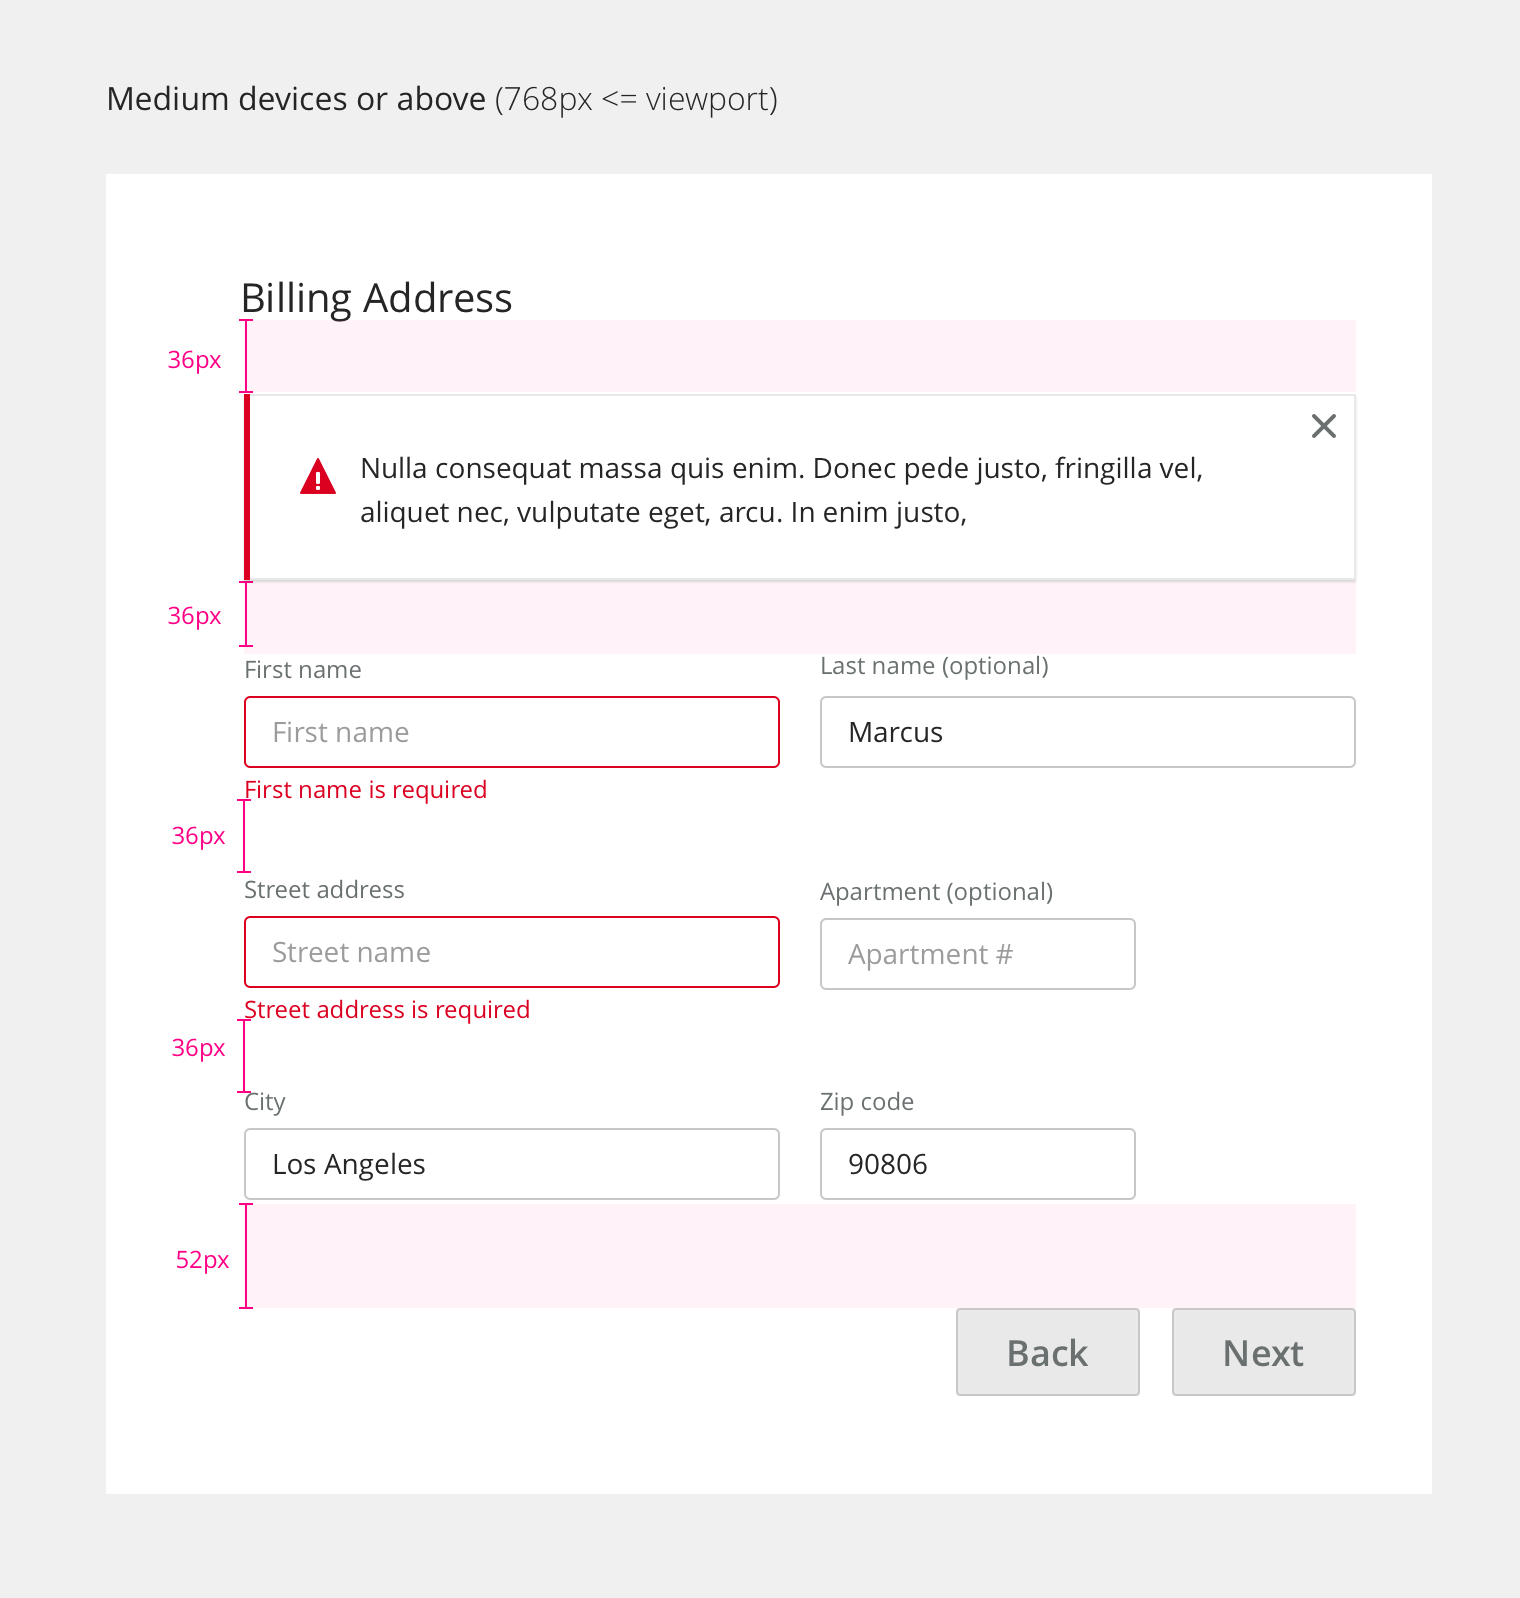 Medium devices or above (768px <= viewport)
Billing Address
36px
Nulla consequat massa quis enim. Donec pede justo, fringilla vel,
aliquet nec, vulputate eget, arcu. In enim justo,
36px
First name
Last name (optional)
First name
Marcus
First name is required
36px
Street address
Apartment (optional)
Street name
Apartment #
Street address is required
36px
City
Zip code
Los Angeles
90806
52px
Back
Next